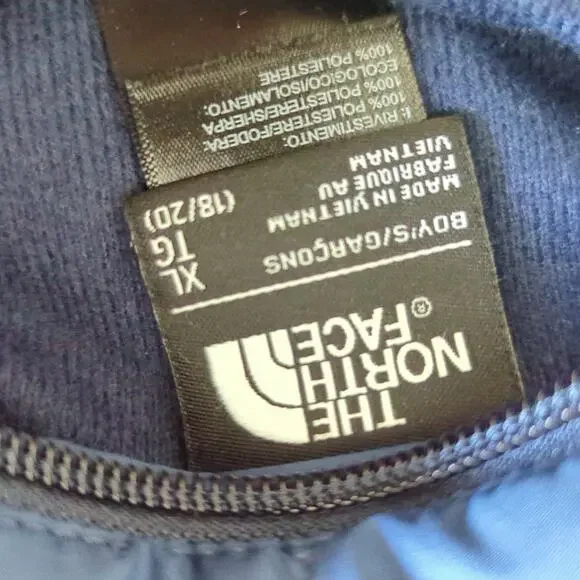 THE
NORTH
FACE®
BOY'S/GARÇONS
XL
TG
MADE IN VIETNAM
(18/20)
FABRIQUE AU
VIETNAM
I: RIVESTIMENTO:
100% POLIESTERE/FODERA:
100% POLIESTERE/SHERPA
ECOLOGICO/ISOLAMENTO:
100% POLIESTERE